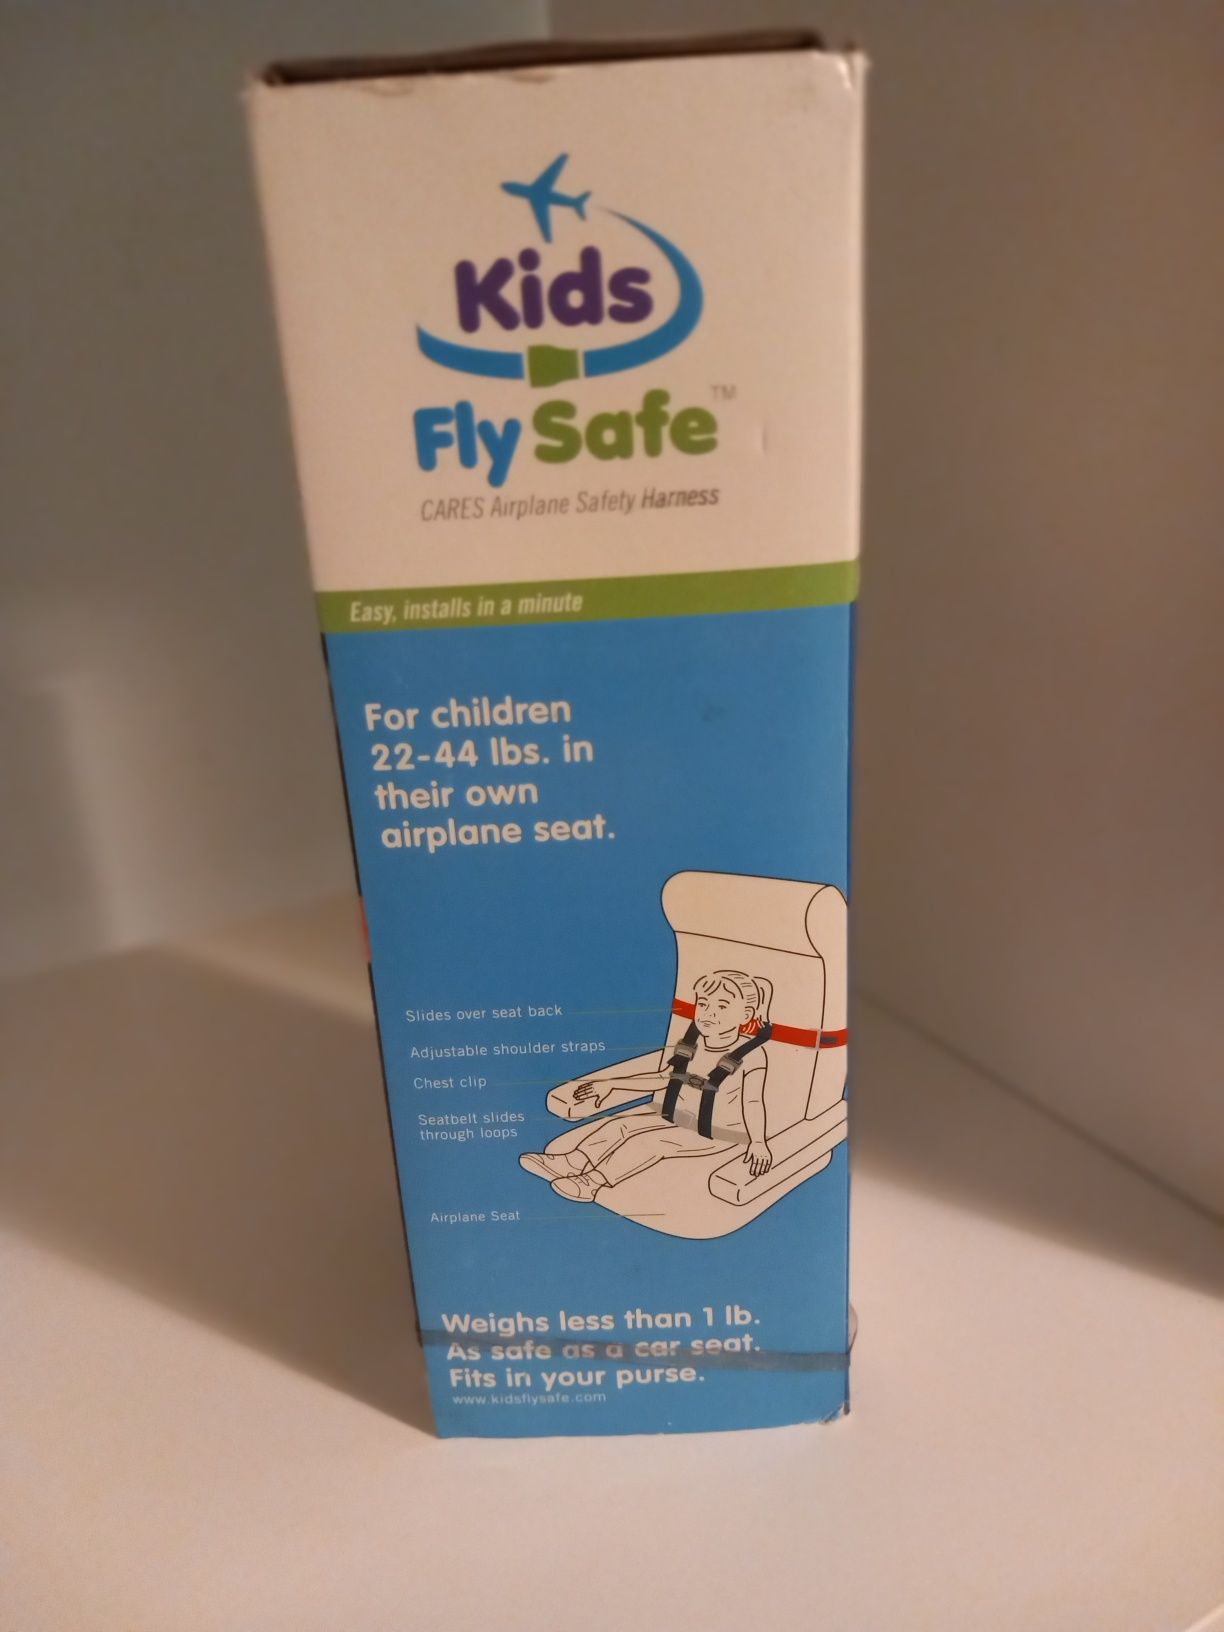 Kids
Fly Safe™
CARES Airplane Safety Harness
Easy, installs in a minute
For children
22-44 lbs. in
their own
airplane seat.
Slides over seat back
Adjustable shoulder straps
Chest clip
Seatbelt slides
through loops
Airplane Seat
Weighs less than 1 lb.
As safe as a car seat.
Fits in your purse.
www.kidsflysafe.com